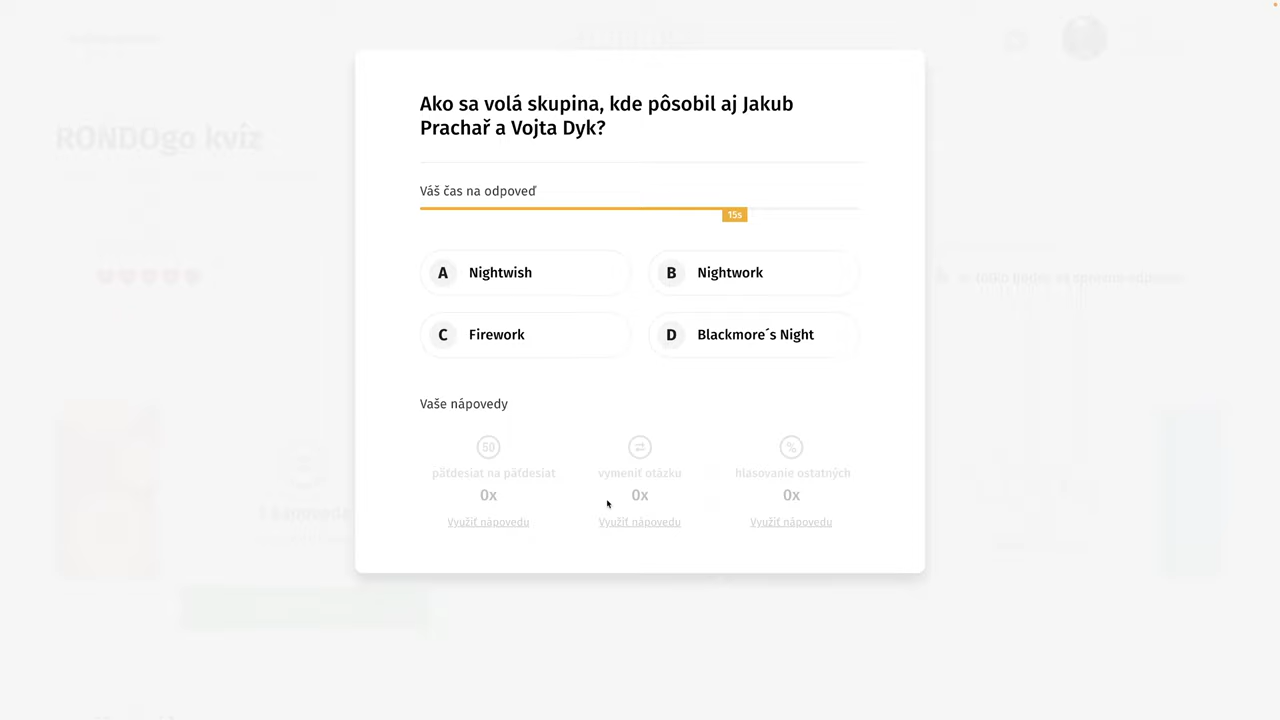 RONDOgo kvíz
Ako sa volá skupina, kde pôsobil aj Jakub
Prachař a Vojta Dyk?
Váš čas na odpoveď
15s
A Nightwish
B Nightwork
C Firework
D Blackmore´s Night
Vaše nápovedy
50
%
päťdesiat na päťdesiat
vymeniť otázku
hlasovanie ostatných
0x
0x
0x
Využiť nápovedu
Využiť nápovedu
Využiť nápovedu